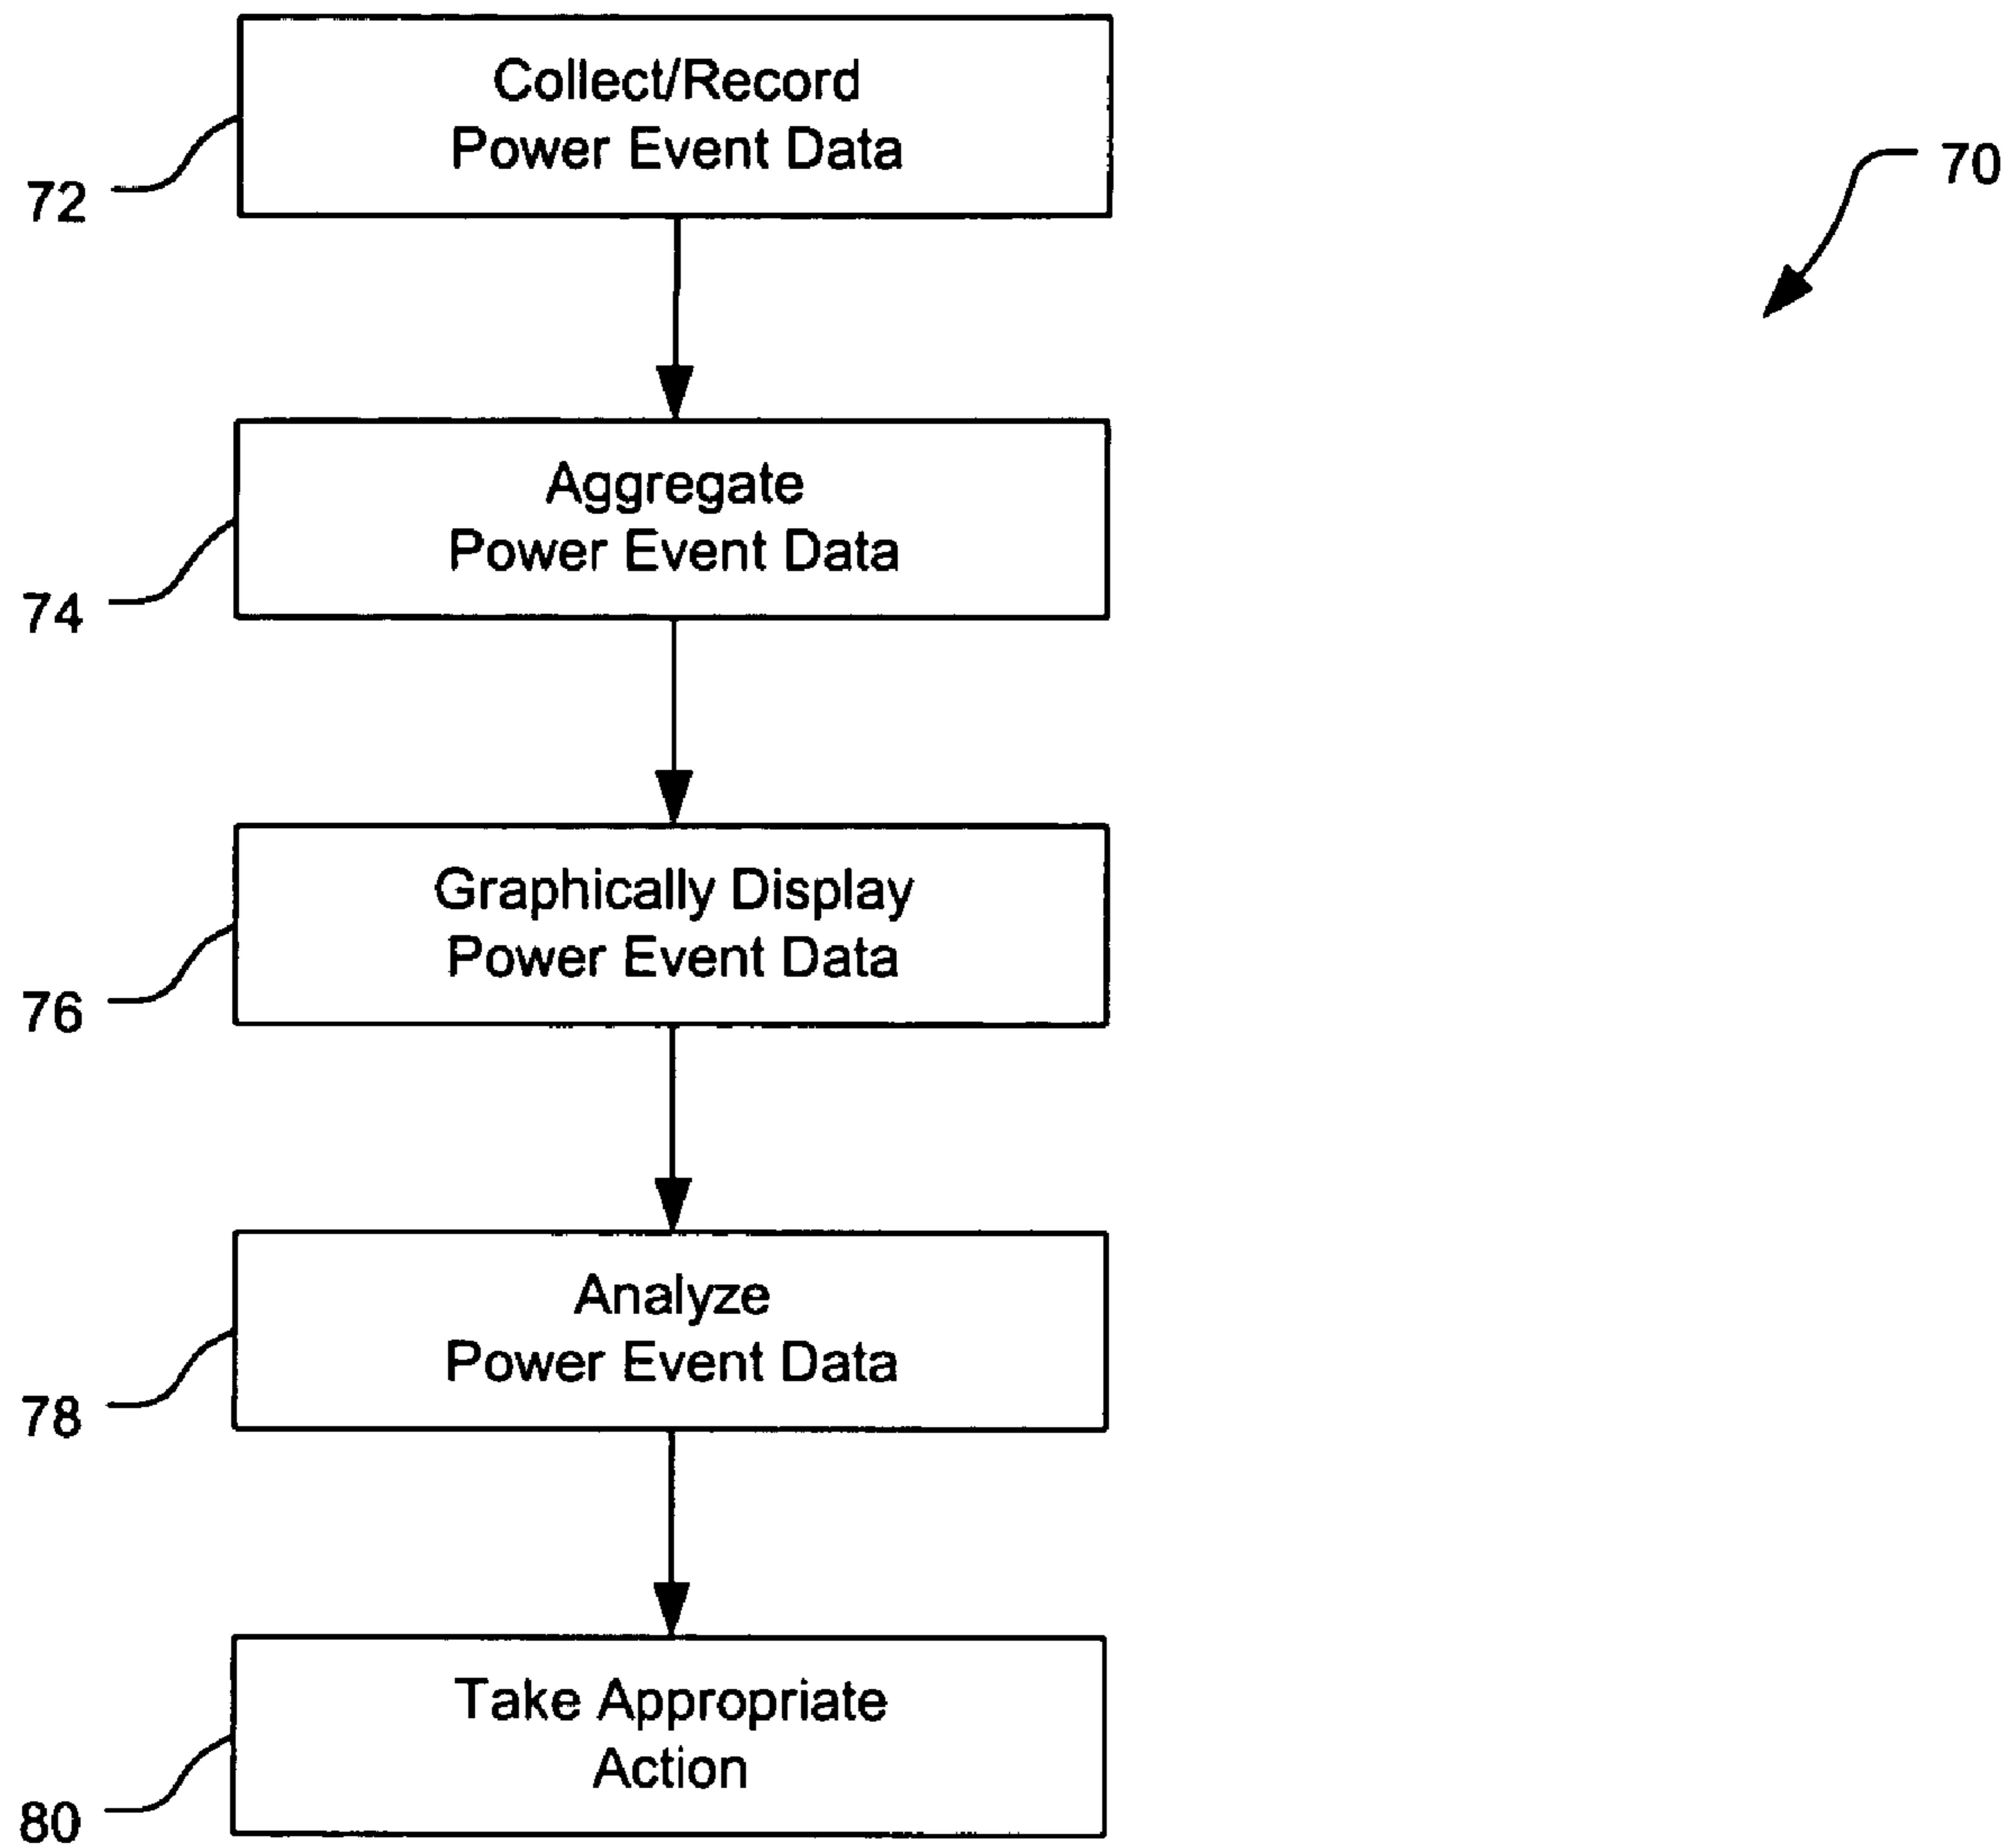 Collect/Record
Power Event Data
72
70
Aggregate
Power Event Data
74
Graphically Display
Power Event Data
76
Analyze
Power Event Data
78
Take Appropriate
Action
80